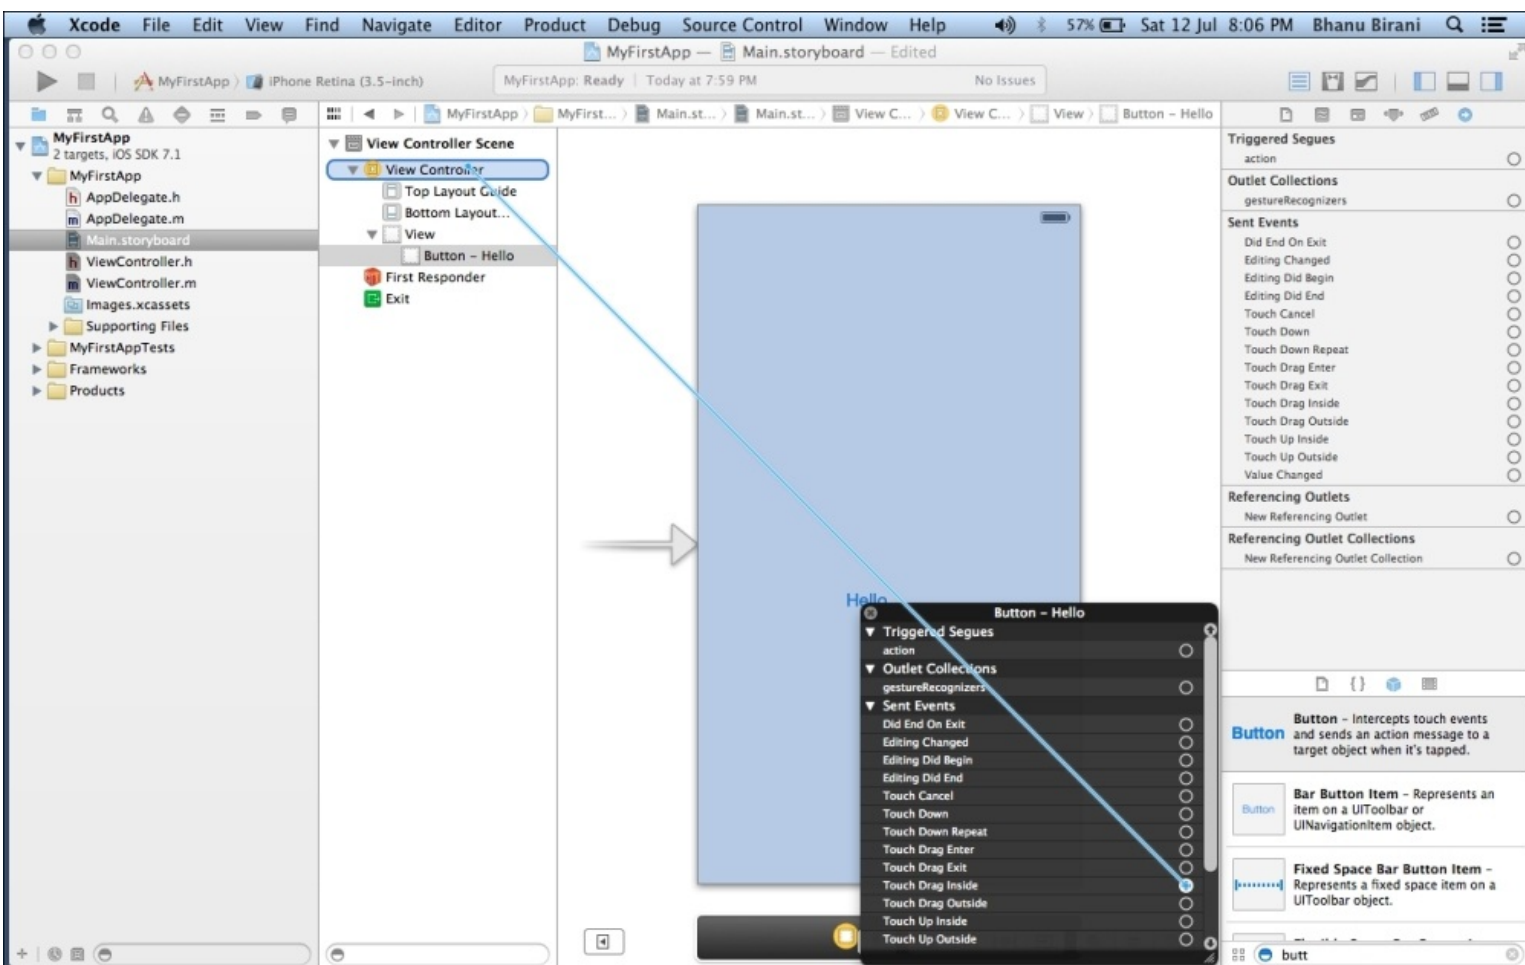 Xcode File Edit View Find Navigate Editor Product Debug Source Control Window Help 57% Sat 12 Jul 8:06 PM Bhanu Birani
MyFirstApp — Main.storyboard — Edited
MyFirstApp iPhone Retina (3.5-inch) MyFirstApp: Ready Today at 7:59 PM No Issues
MyFirstApp MyFirst... Main.st... Main.st... View C... View C... View Button - Hello
MyFirstApp
2 targets, iOS SDK 7.1
MyFirstApp
AppDelegate.h
AppDelegate.m
Main.storyboard
ViewController.h
ViewController.m
Images.xcassets
Supporting Files
MyFirstAppTests
Frameworks
Products
View Controller Scene
View Controller
Top Layout Guide
Bottom Layout...
View
Button - Hello
First Responder
Exit
Hello
Button - Hello
Triggered Segues
action
Outlet Collections
gestureRecognizers
Sent Events
Did End On Exit
Editing Changed
Editing Did Begin
Editing Did End
Touch Cancel
Touch Down
Touch Down Repeat
Touch Drag Enter
Touch Drag Exit
Touch Drag Inside
Touch Drag Outside
Touch Up Inside
Touch Up Outside
Triggered Segues
action
Outlet Collections
gestureRecognizers
Sent Events
Did End On Exit
Editing Changed
Editing Did Begin
Editing Did End
Touch Cancel
Touch Down
Touch Down Repeat
Touch Drag Enter
Touch Drag Exit
Touch Drag Inside
Touch Drag Outside
Touch Up Inside
Touch Up Outside
Value Changed
Referencing Outlets
New Referencing Outlet
Referencing Outlet Collections
New Referencing Outlet Collection
{}
Button
Button - Intercepts touch events
and sends an action message to a
target object when it's tapped.
Button
Bar Button Item - Represents an
item on a UIToolbar or
UINavigationItem object.
Fixed Space Bar Button Item -
Represents a fixed space item on a
UIToolbar object.
butt